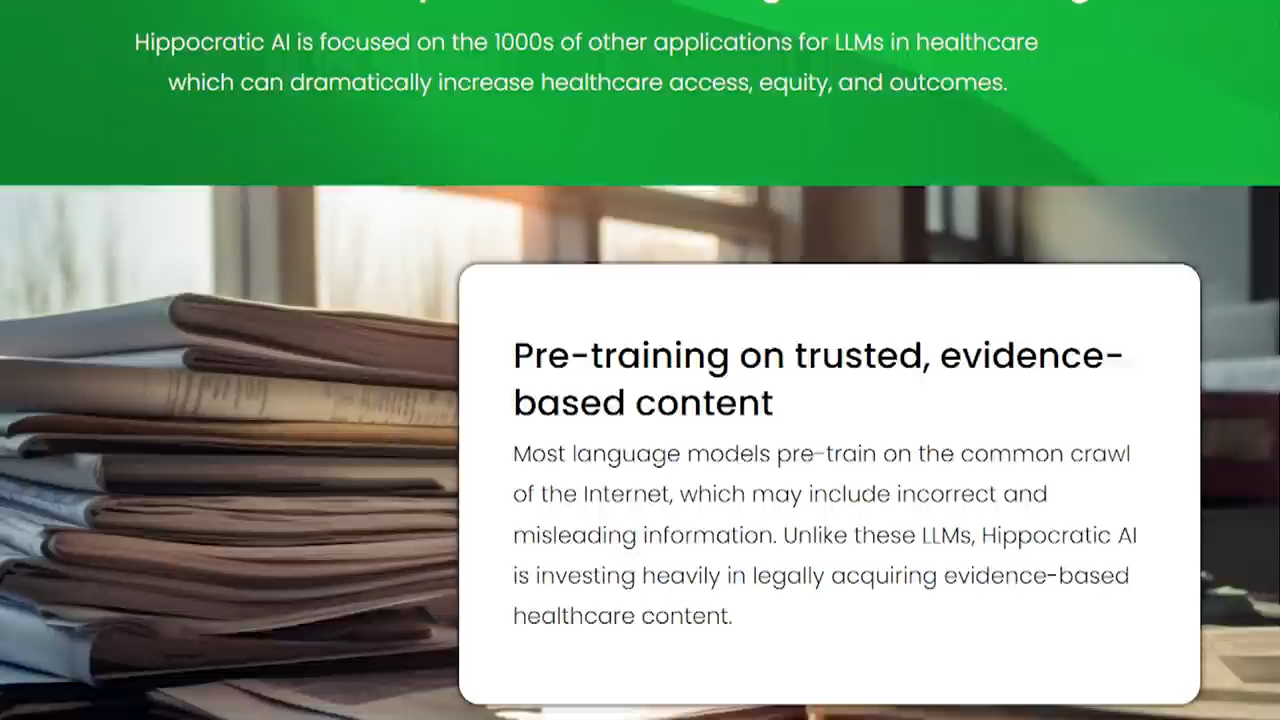 Hippocratic AI is focused on the 1000s of other applications for LLMs in healthcare
which can dramatically increase healthcare access, equity, and outcomes.
Pre-training on trusted, evidence-
based content
Most language models pre-train on the common crawl
of the Internet, which may include incorrect and
misleading information. Unlike these LLMs, Hippocratic AI
is investing heavily in legally acquiring evidence-based
healthcare content.